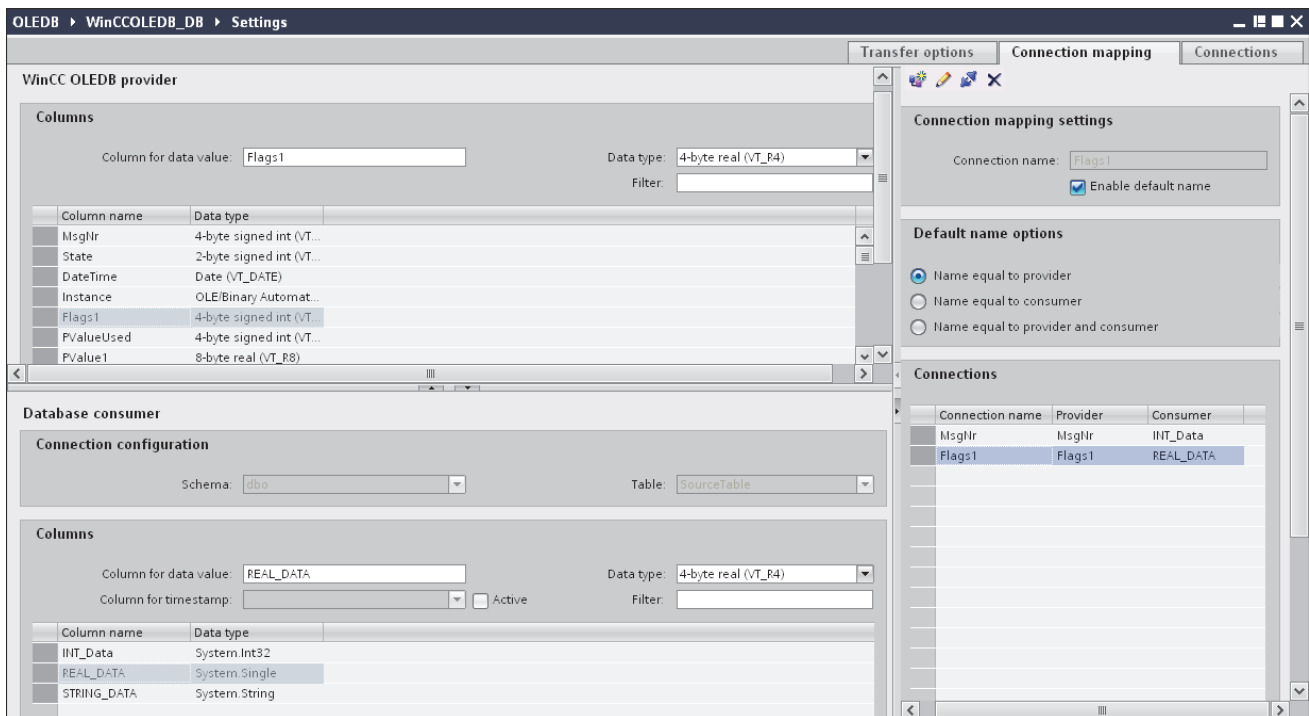 OLEDB ▸ WinCCOLEDB_DB ▸ Settings
Transfer options
Connection mapping
Connections
WinCC OLEDB provider
Columns
Column for data value: Flags1
Data type: 4-byte real (VT_R4)
Filter:
Column name Data type
MsgNr 4-byte signed int (VT...
State 2-byte signed int (VT...
DateTime Date (VT_DATE)
Instance OLE/Binary Automat...
Flags1 4-byte signed int (VT...
PValueUsed 4-byte signed int (VT...
PValue1 8-byte real (VT_R8)
Database consumer
Connection configuration
Schema: dbo
Table: SourceTable
Columns
Column for data value: REAL_DATA
Data type: 4-byte real (VT_R4)
Column for timestamp:
Active
Filter:
Column name Data type
INT_Data System.Int32
REAL_DATA System.Single
STRING_DATA System.String
Connection mapping settings
Connection name: Flags1
Enable default name
Default name options
Name equal to provider
Name equal to consumer
Name equal to provider and consumer
Connections
Connection name Provider Consumer
MsgNr MsgNr INT_Data
Flags1 Flags1 REAL_DATA